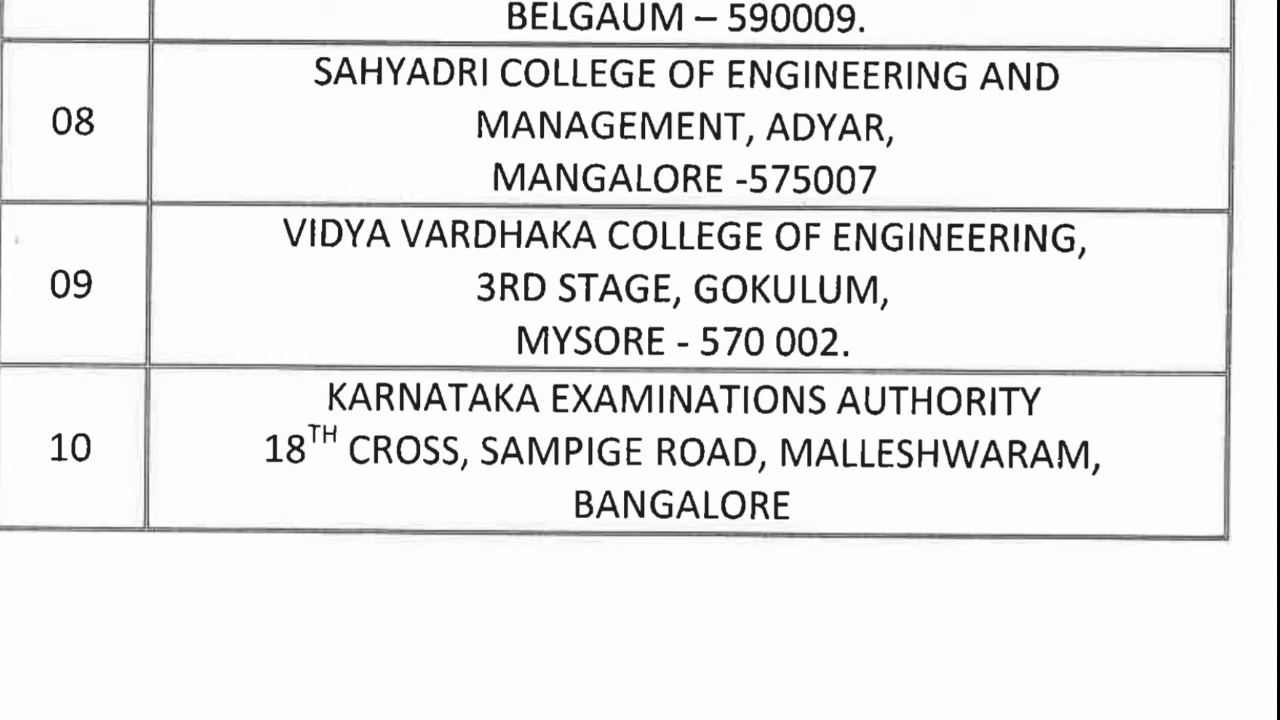 BELGAUM – 590009.
08
SAHYADRI COLLEGE OF ENGINEERING AND
MANAGEMENT, ADYAR,
MANGALORE -575007
09
VIDYA VARDHAKA COLLEGE OF ENGINEERING,
3RD STAGE, GOKULUM,
MYSORE - 570 002.
10
KARNATAKA EXAMINATIONS AUTHORITY
18TH CROSS, SAMPIGE ROAD, MALLESHWARAM,
BANGALORE